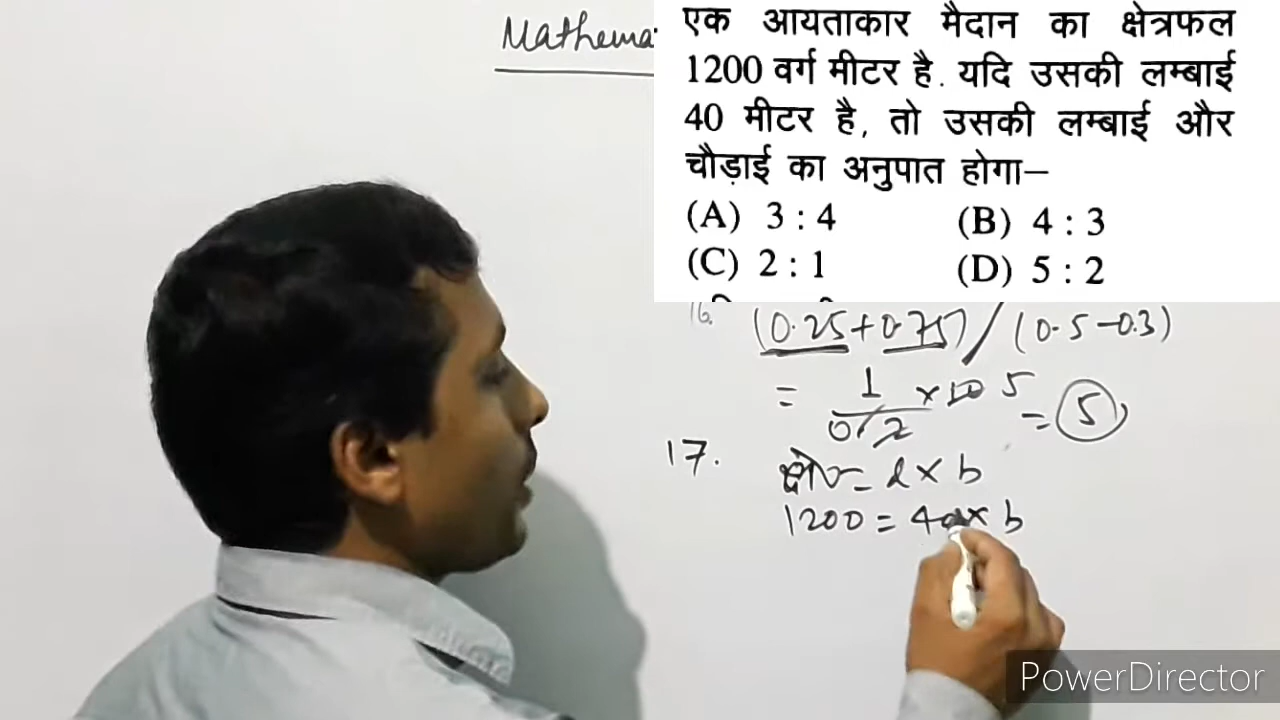 Mathema
एक आयताकार मैदान का क्षेत्रफल
1200 वर्ग मीटर है. यदि उसकी लम्बाई
40 मीटर है, तो उसकी लम्बाई और
चौड़ाई का अनुपात होगा–
(A) 3 : 4 (B) 4 : 3
(C) 2 : 1 (D) 5 : 2
16. (0.25+0.75) / (0.5-0.3)
= 1 × 10 5
0/2 = 5
17. = l × b
1200 = 40 × b
PowerDirector